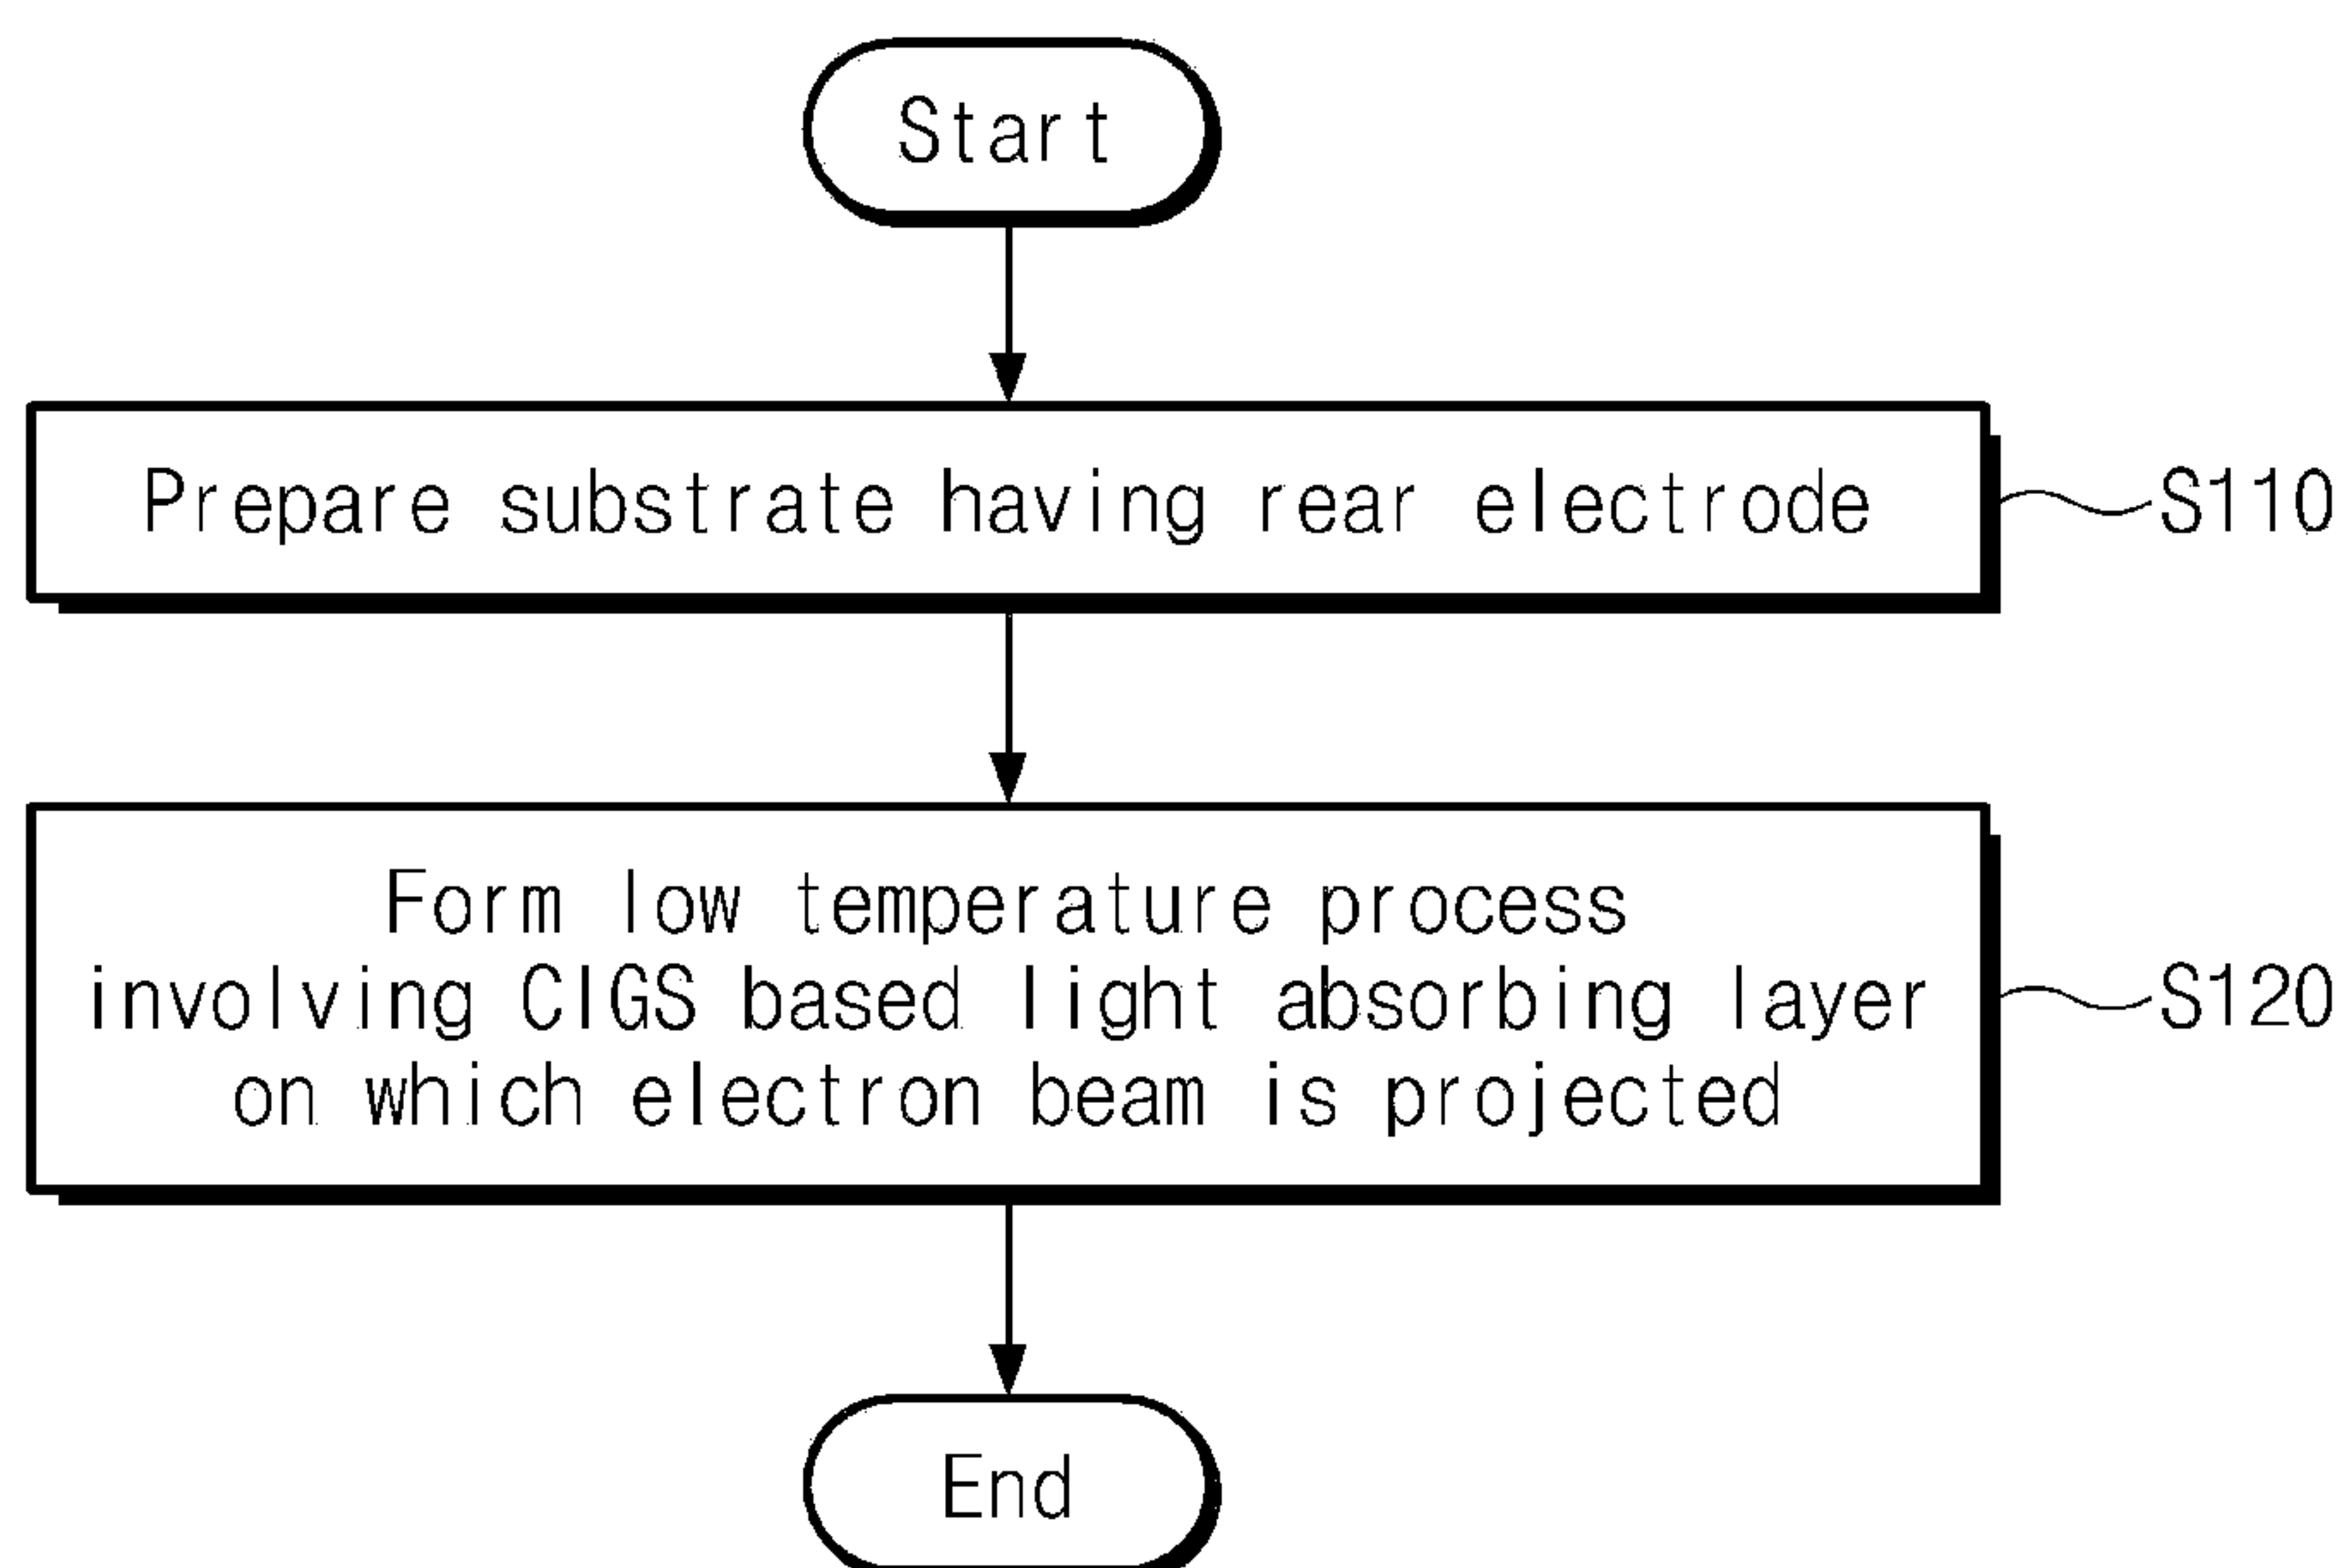 Start
Prepare substrate having rear electrode
S110
Form low temperature process
involving CIGS based light absorbing layer
S120
on which electron beam is projected
End